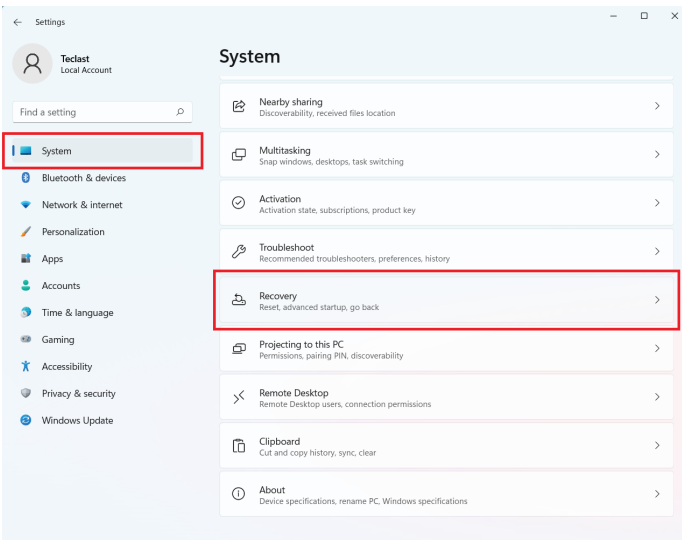 Settings
Teclast
Local Account
Find a setting
System
Bluetooth & devices
Network & internet
Personalization
Apps
Accounts
Time & language
Gaming
Accessibility
Privacy & security
Windows Update
System
Nearby sharing
Discoverability, received files location
Multitasking
Snap windows, desktops, task switching
Activation
Activation state, subscriptions, product key
Troubleshoot
Recommended troubleshooters, preferences, history
Recovery
Reset, advanced startup, go back
Projecting to this PC
Permissions, pairing PIN, discoverability
Remote Desktop
Remote Desktop users, connection permissions
Clipboard
Cut and copy history, sync, clear
About
Device specifications, rename PC, Windows specifications